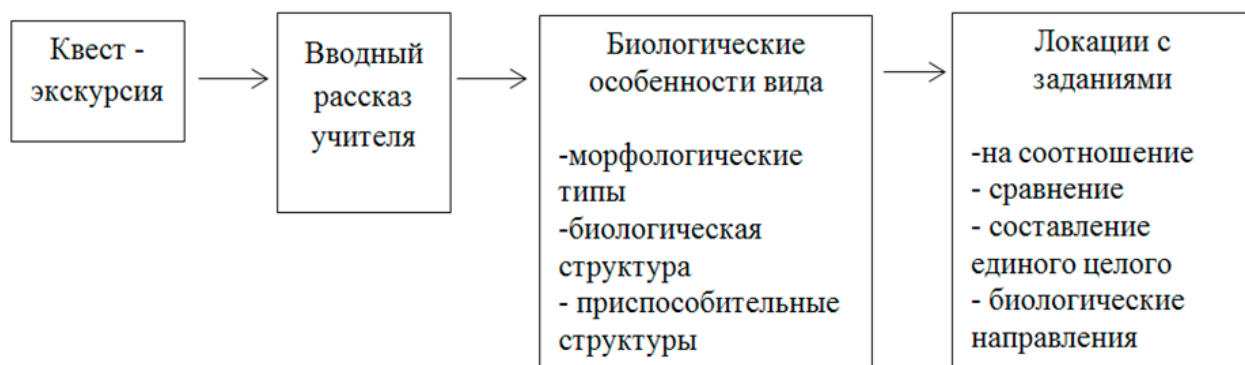 Квест -
экскурсия
Вводный
рассказ
учителя
Биологические
особенности вида
-морфологические
типы
-биологическая
структура
- приспособительные
структуры
Локации с
заданиями
-на соотношение
- сравнение
- составление
единого целого
- биологические
направления